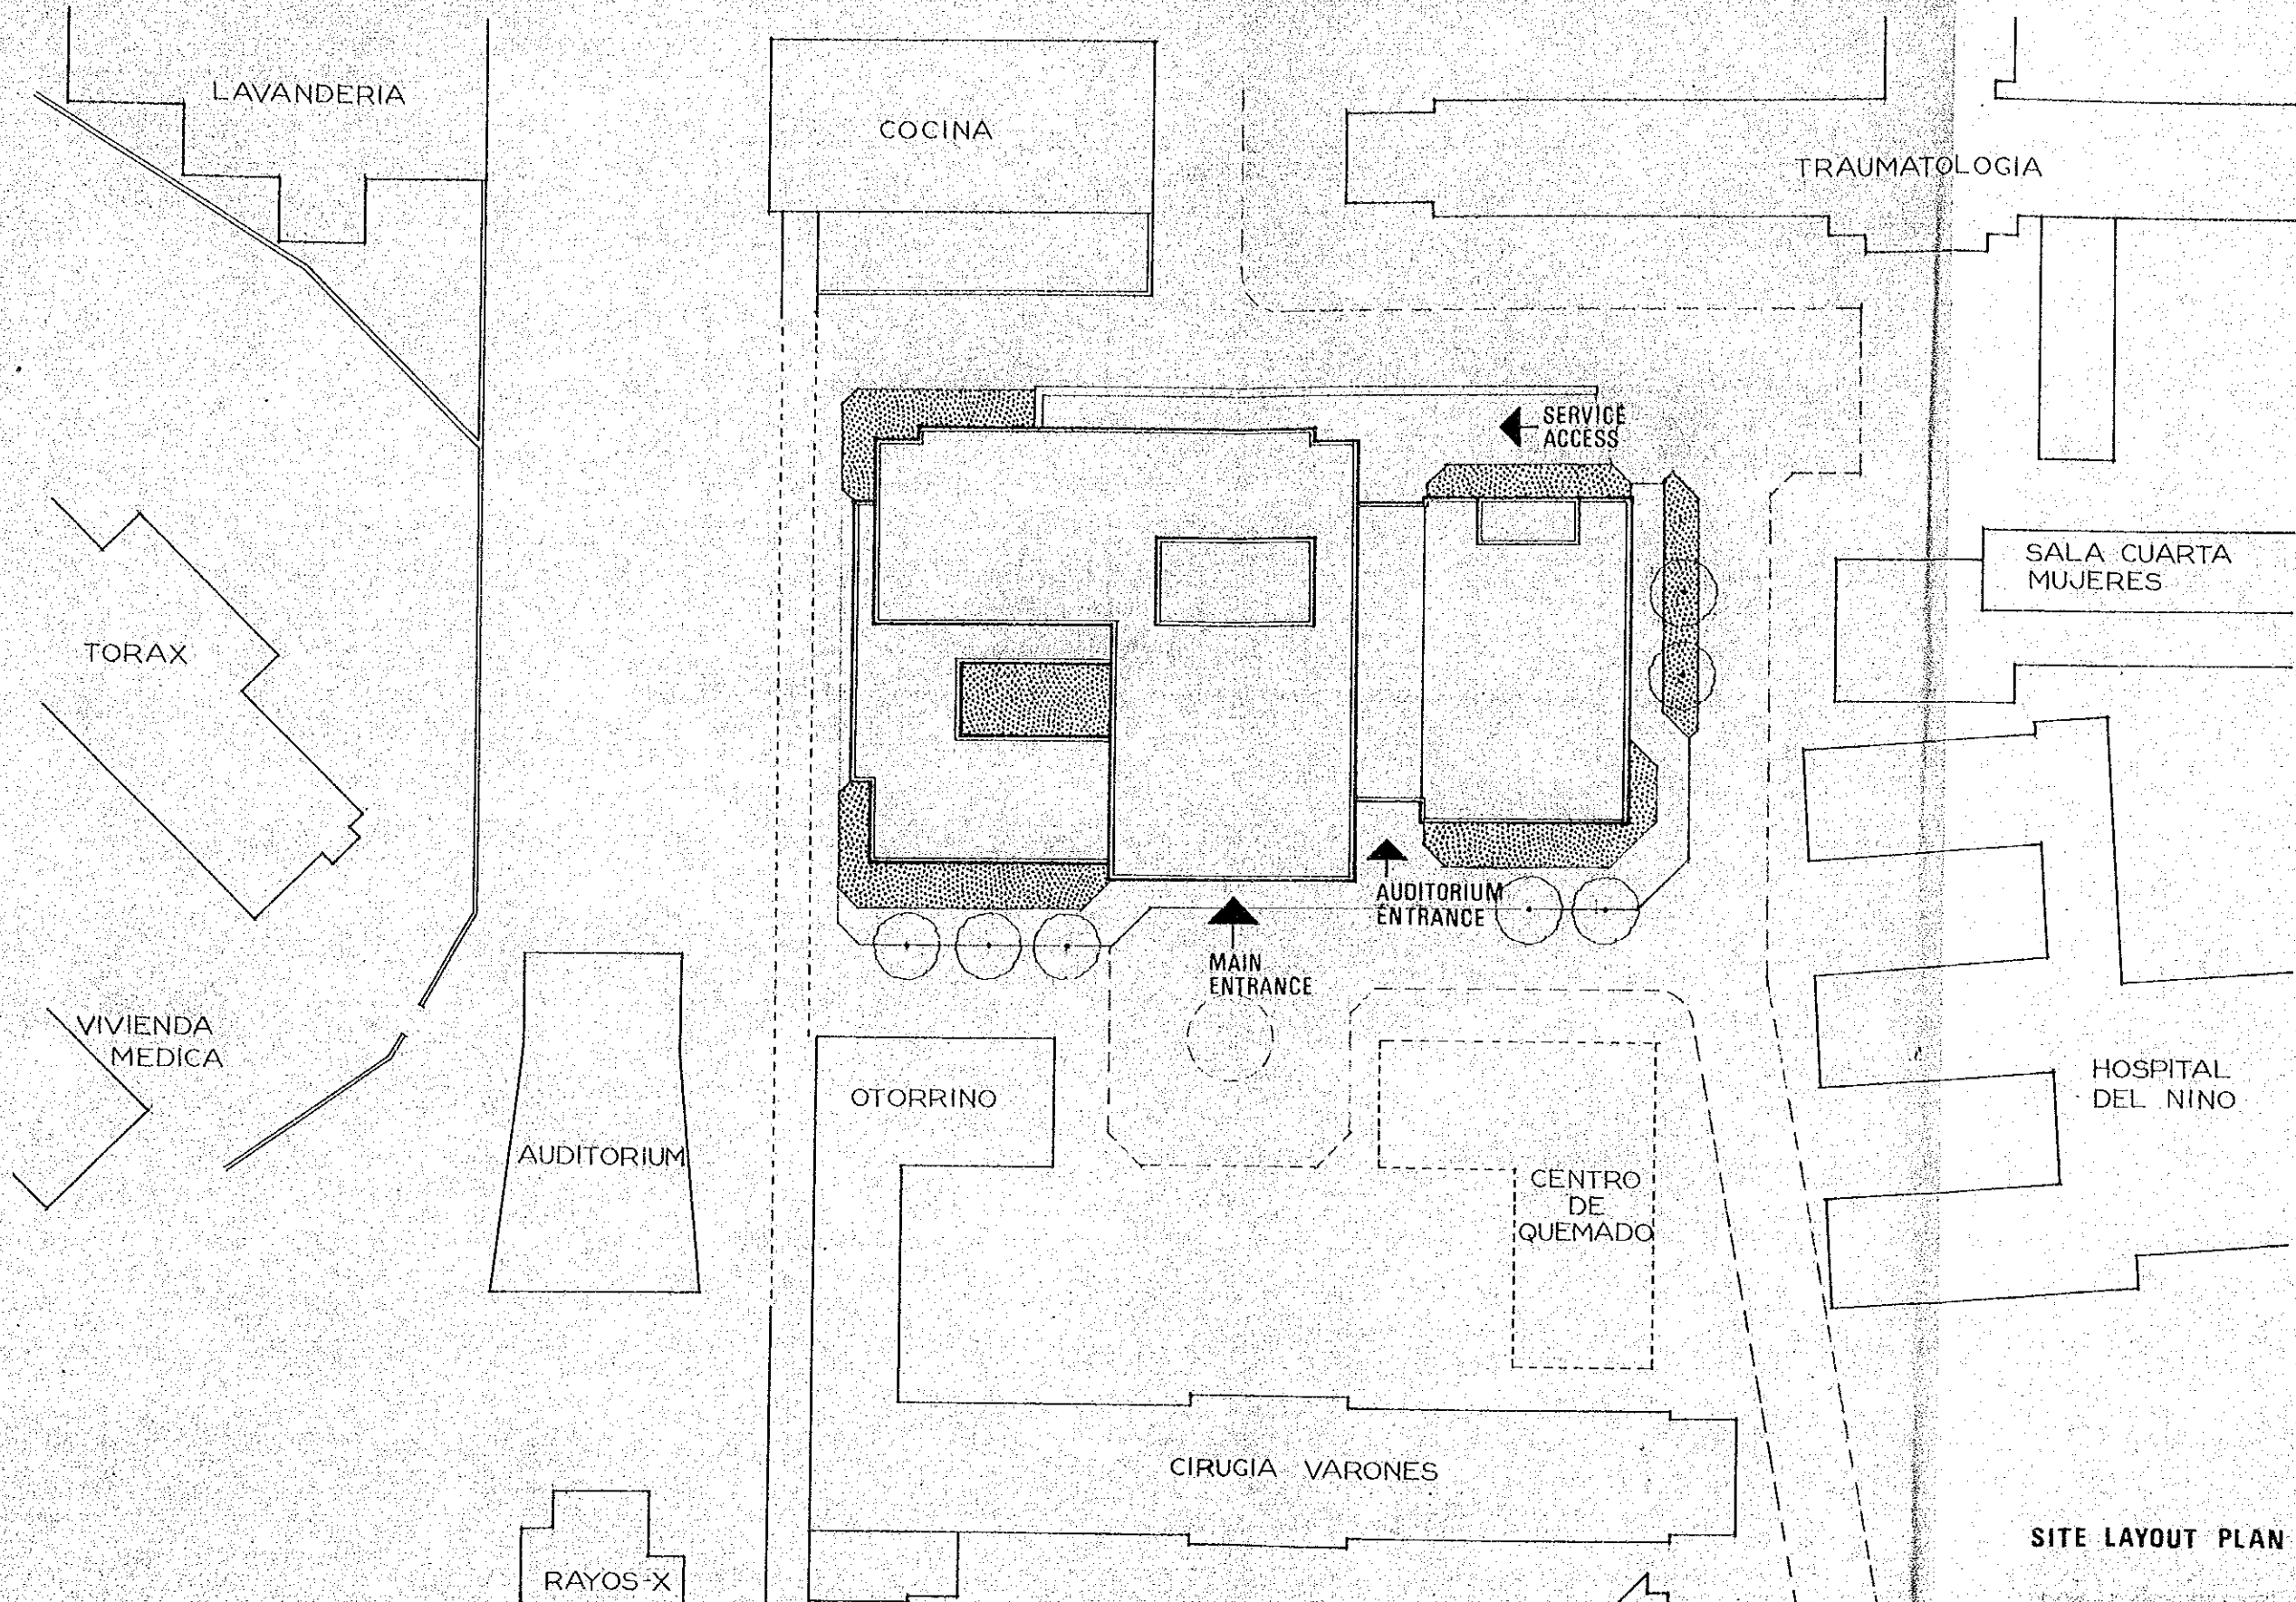 LAVANDERIA
COCINA
TRAUMATOLOGIA
SERVICE
ACCESS
SALA CUARTA
MUJERES
TORAX
AUDITORIUM
ENTRANCE
MAIN
ENTRANCE
VIVIENDA
MEDICA
OTORRINO
HOSPITAL
DEL NINO
AUDITORIUM
CENTRO
DE
QUEMADO
CIRUGIA VARONES
SITE LAYOUT PLAN
RAYOS-X